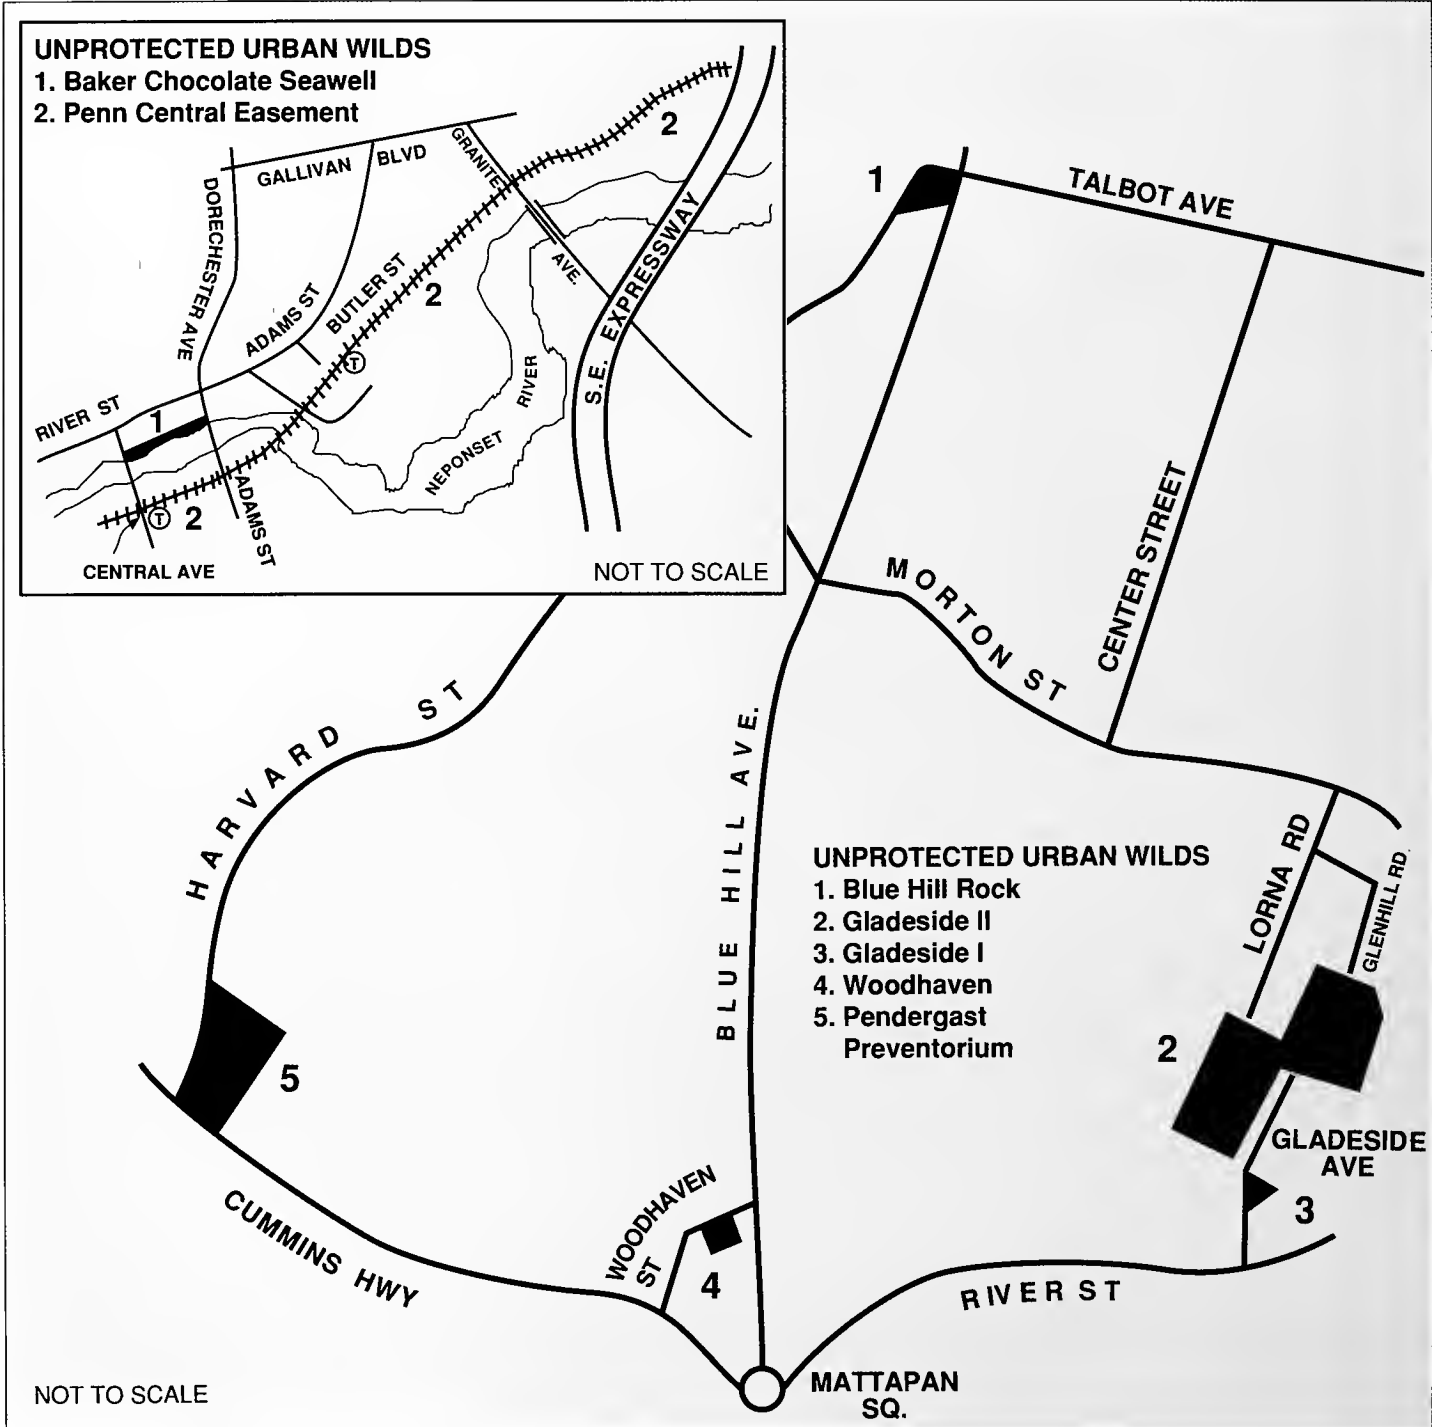 UNPROTECTED URBAN WILDS
1. Baker Chocolate Seawell
2. Penn Central Easement
2
GALLIVAN BLVD
GRANITE AVE.
DORECHESTER AVE
ADAMS ST
BUTLER ST
2
T
S.E. EXPRESSWAY
RIVER ST
1
NEPONSET RIVER
T
2
ADAMS ST
CENTRAL AVE
NOT TO SCALE
1
TALBOT AVE
CENTER STREET
MORTON ST
HARVARD ST
BLUE HILL AVE.
UNPROTECTED URBAN WILDS
1. Blue Hill Rock
2. Gladeside II
3. Gladeside I
4. Woodhaven
5. Pendergast
Preventorium
LORNA RD
GLENHILL RD
2
5
GLADESIDE
AVE
3
CUMMINS HWY
WOODHAVEN
ST
4
RIVER ST
MATTAPAN
SQ.
NOT TO SCALE